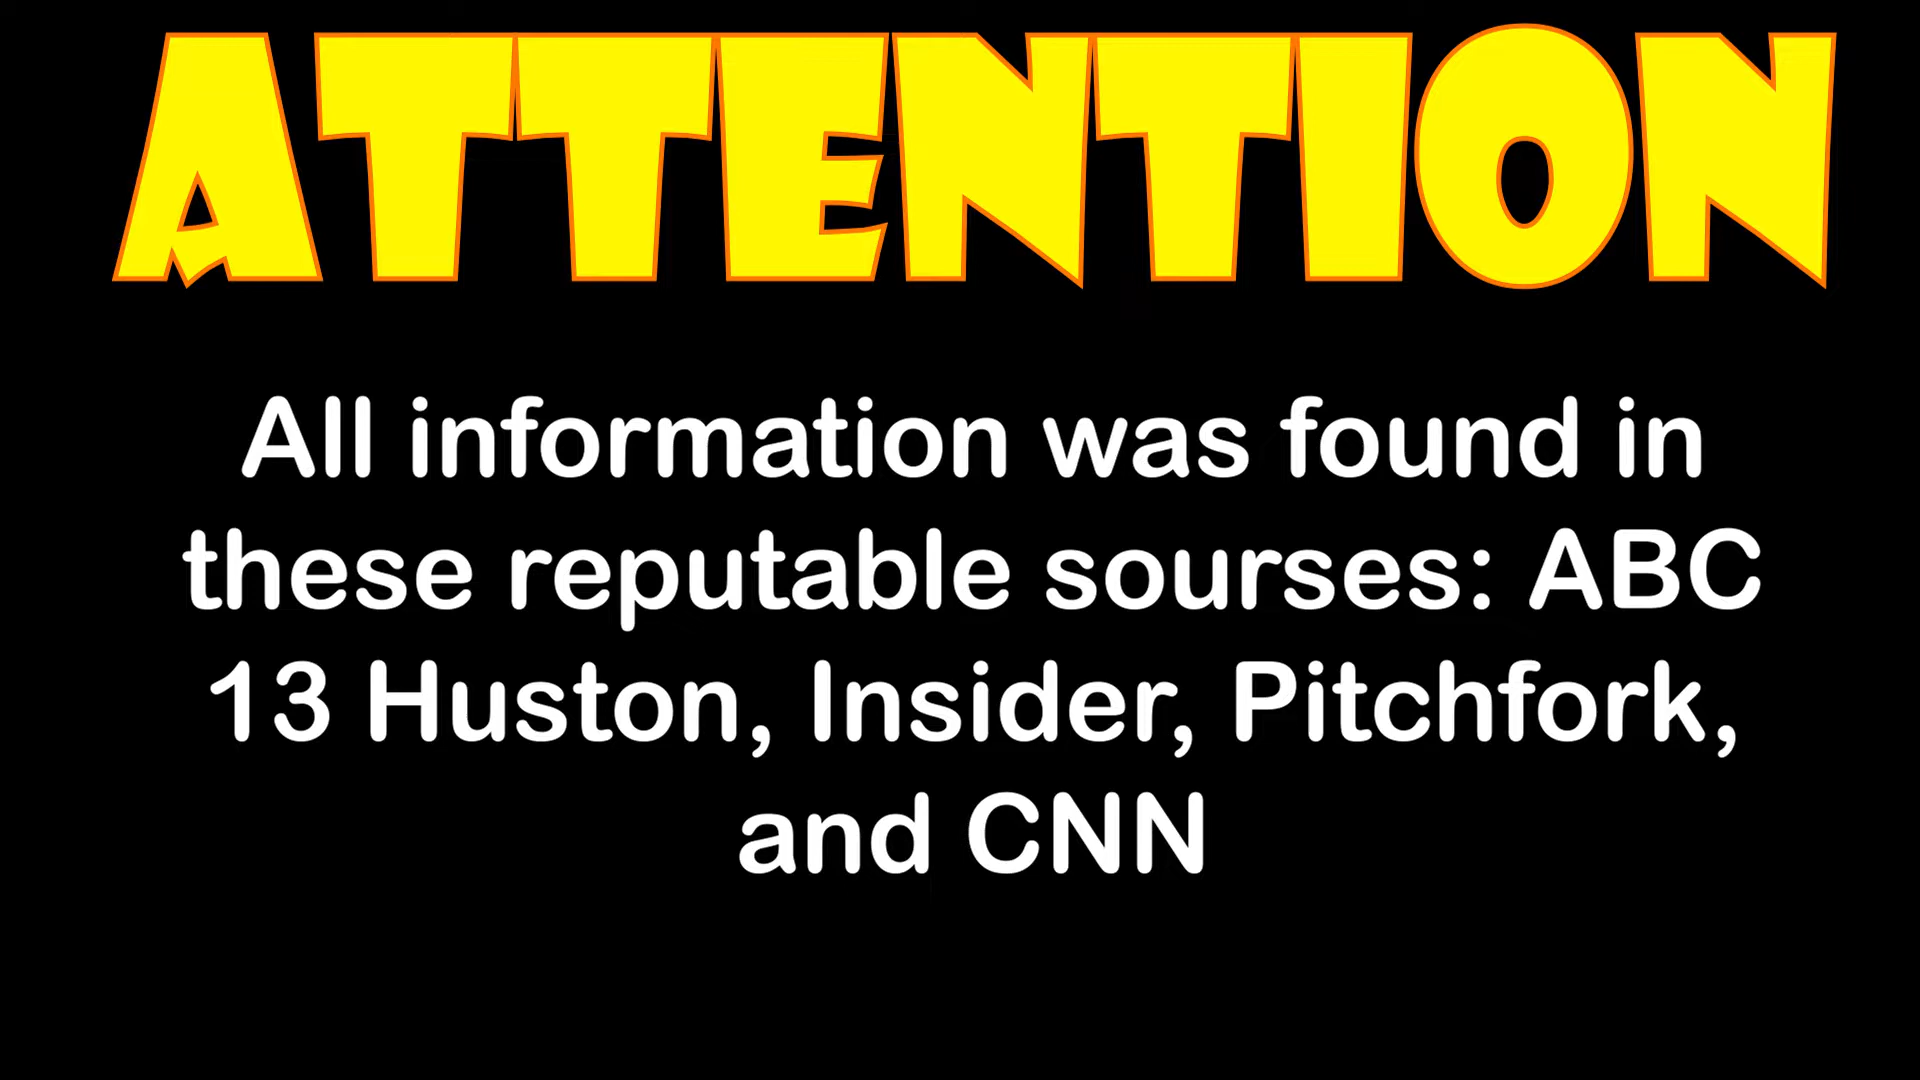 ATTENTION
All information was found in
these reputable sourses: ABC
13 Huston, Insider, Pitchfork,
and CNN